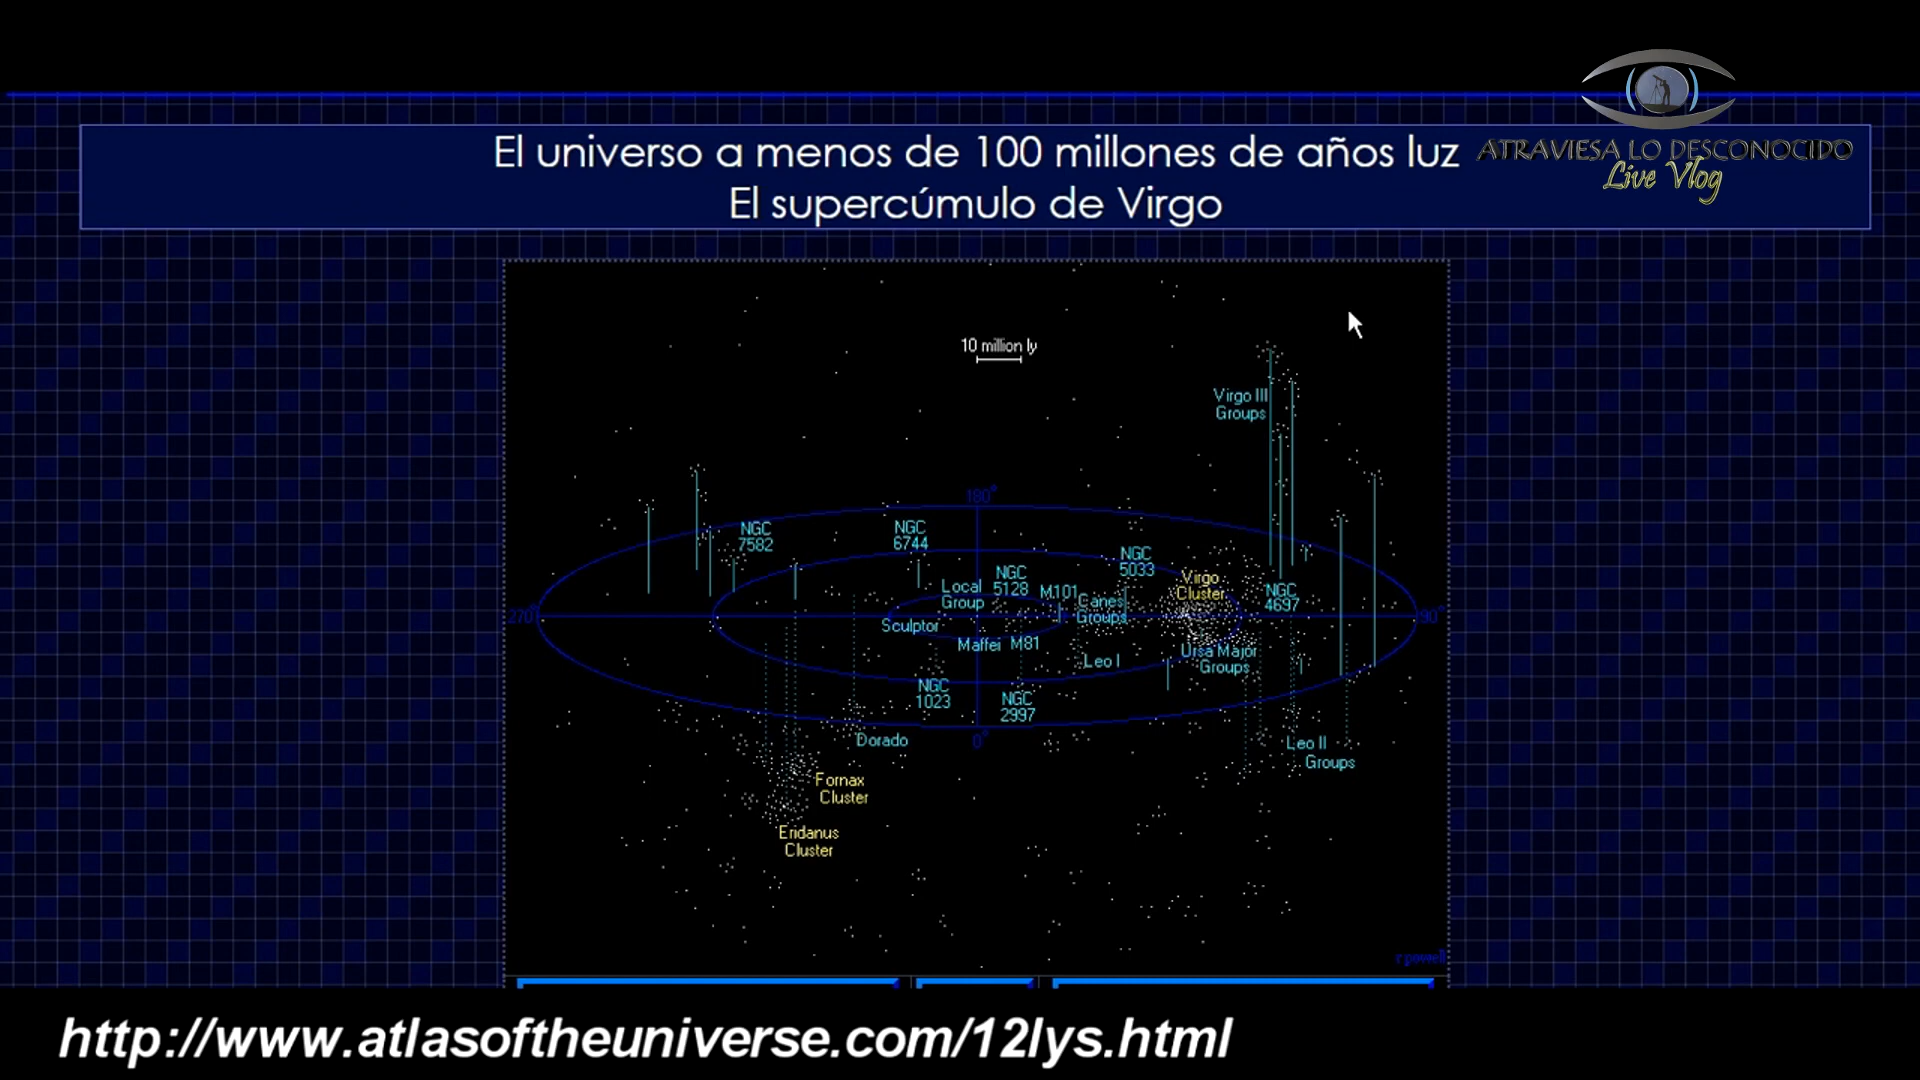 El universo a menos de 100 millones de años luz
El supercúmulo de Virgo
ATRAVIESA LO DESCONOCIDO
Live Vlog
10 million ly
Virgo III
Groups
180°
NGC
7582
NGC
6744
NGC
5033
Local
Group
NGC
5128
M101
Canes
Groups
Virgo
Cluster
NGC
4697
270°
90°
Sculptor
Maffei
M81
Leo I
Ursa Major
Groups
NGC
1023
NGC
2997
0°
Dorado
Leo II
Groups
Fornax
Cluster
Eridanus
Cluster
r powell
http://www.atlasoftheuniverse.com/12lys.html